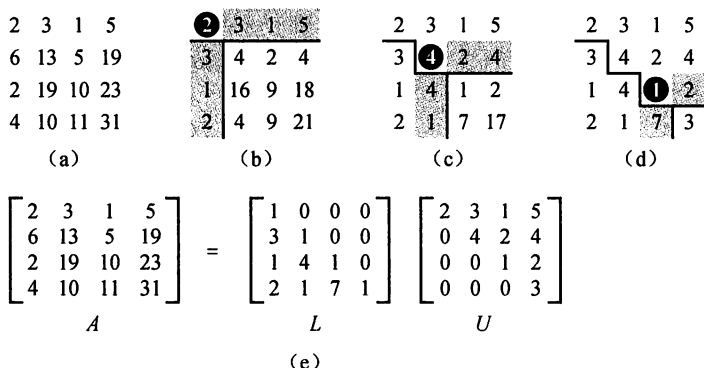 2 3 1 5
6 13 5 19
2 19 10 23
4 10 11 31
(a)
2 3 1 5
3 4 2 4
1 16 9 18
2 4 9 21
(b)
2 3 1 5
3 4 2 4
1 4 1 2
2 1 7 17
(c)
2 3 1 5
3 4 2 4
1 4 1 2
2 1 7 3
(d)
2 3 1 5
6 13 5 19
2 19 10 23
4 10 11 31
A
=
1 0 0 0
3 1 0 0
1 4 1 0
2 1 7 1
L
2 3 1 5
0 4 2 4
0 0 1 2
0 0 0 3
U
(e)